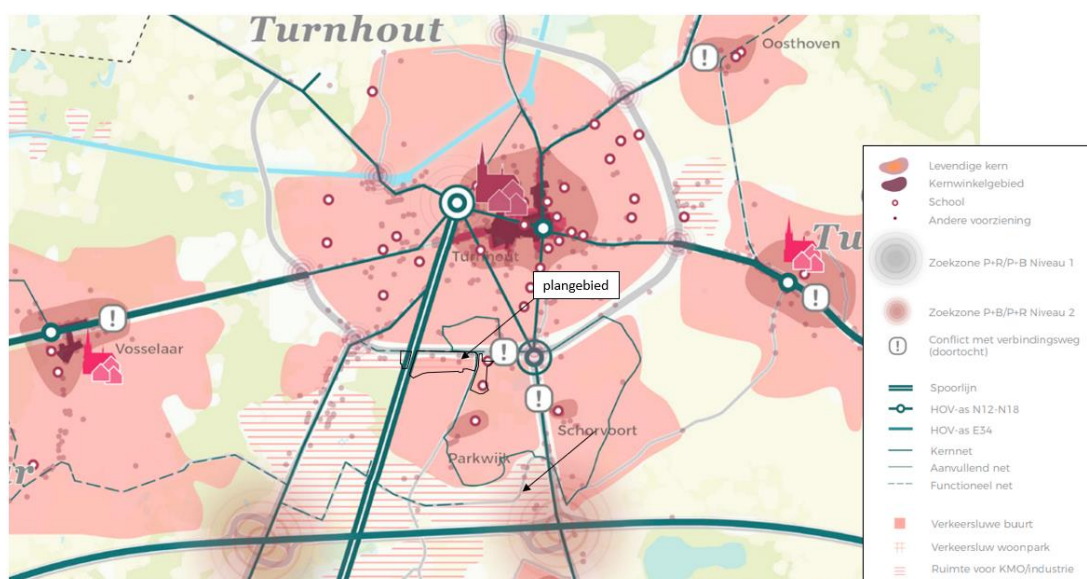 Turnhout
Oosthoven
Tu
Turnhout
plangebied
Vosselaar
Schorvoort
Parkwijk
r
Levendige kern
Kernwinkelgebied
School
Andere voorziening
Zoekzone P+R/P+B Niveau 1
Zoekzone P+B/P+R Niveau 2
Conflict met verbindingsweg
(doortocht)
Spoorlijn
HOV-as N12-N18
HOV-as E34
Kernnet
Aanvullend net
Functioneel net
Verkeersluwe buurt
Verkeersluw woonpark
Ruimte voor KMO/industrie